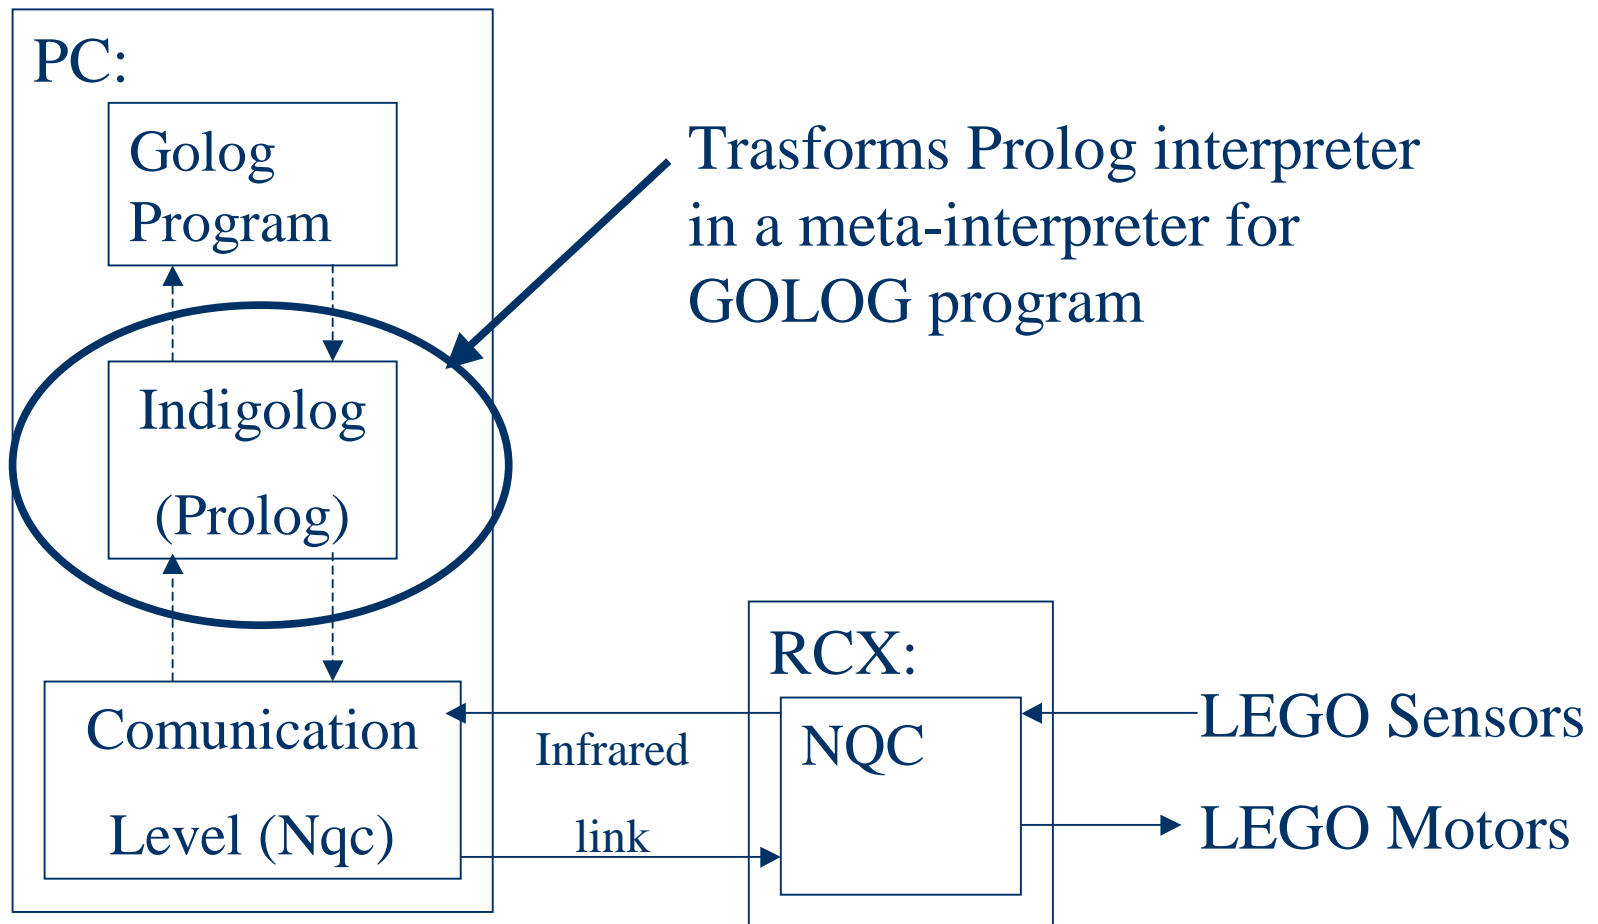 PC:
Golog
Program
Trasforms Prolog interpreter
in a meta-interpreter for
GOLOG program
Indigolog
(Prolog)
Comunication
Level (Nqc)
Infrared
link
RCX:
NQC
LEGO Sensors
LEGO Motors